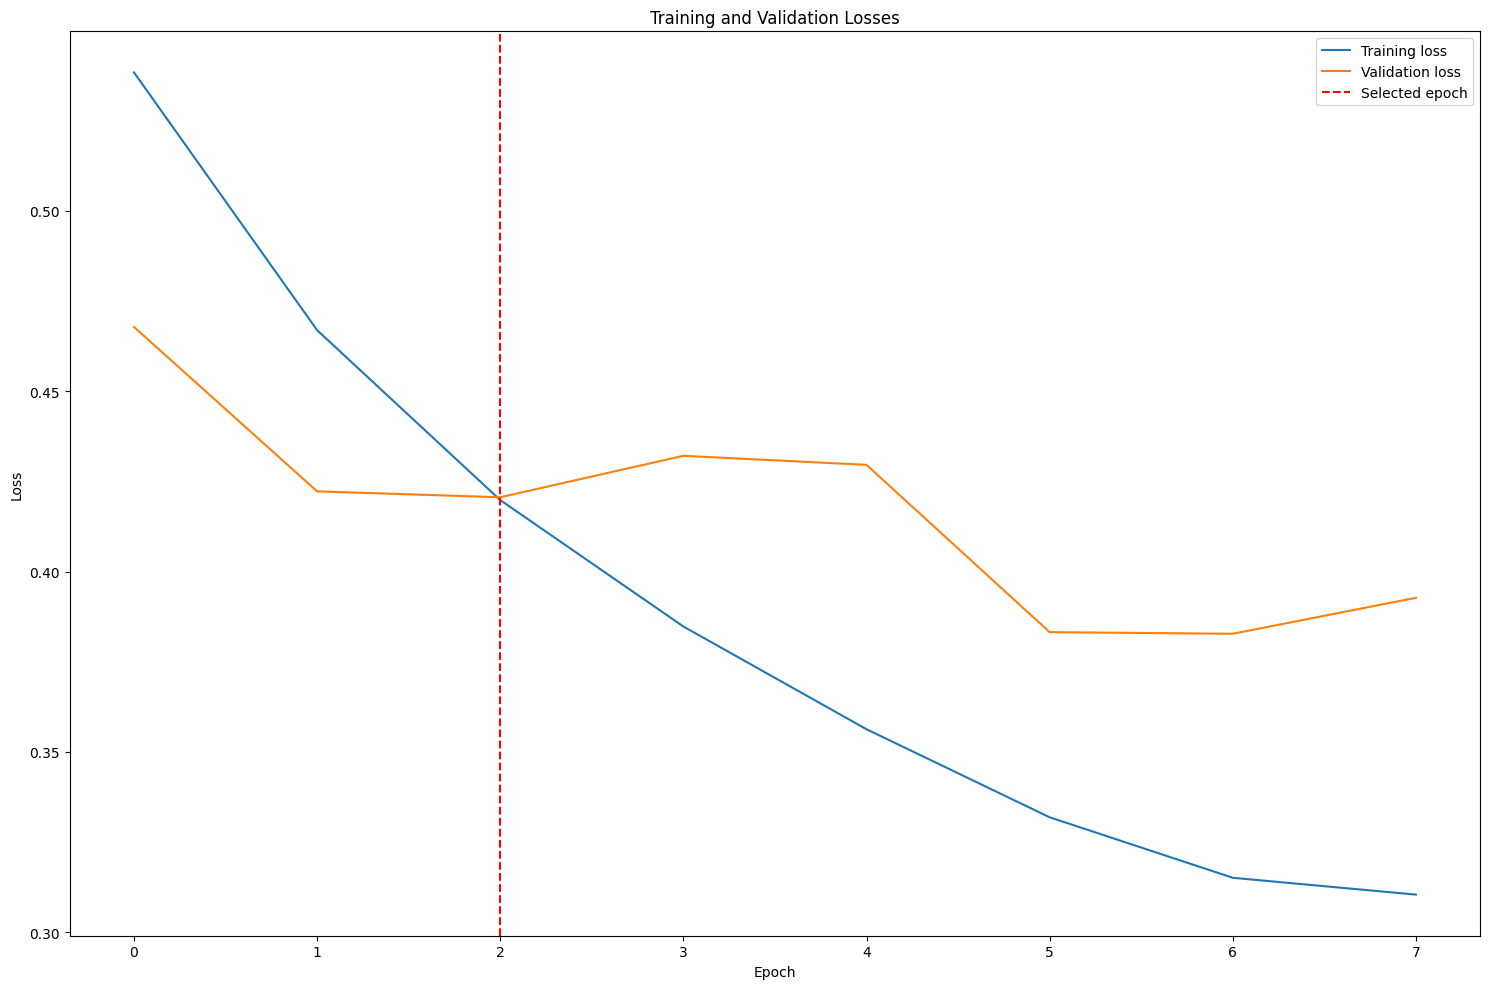 Training and Validation Losses
Training loss
Validation loss
Selected epoch
0.50
0.45
0.40
0.35
0.30
Loss
0 1 2 3 4 5 6 7
Epoch